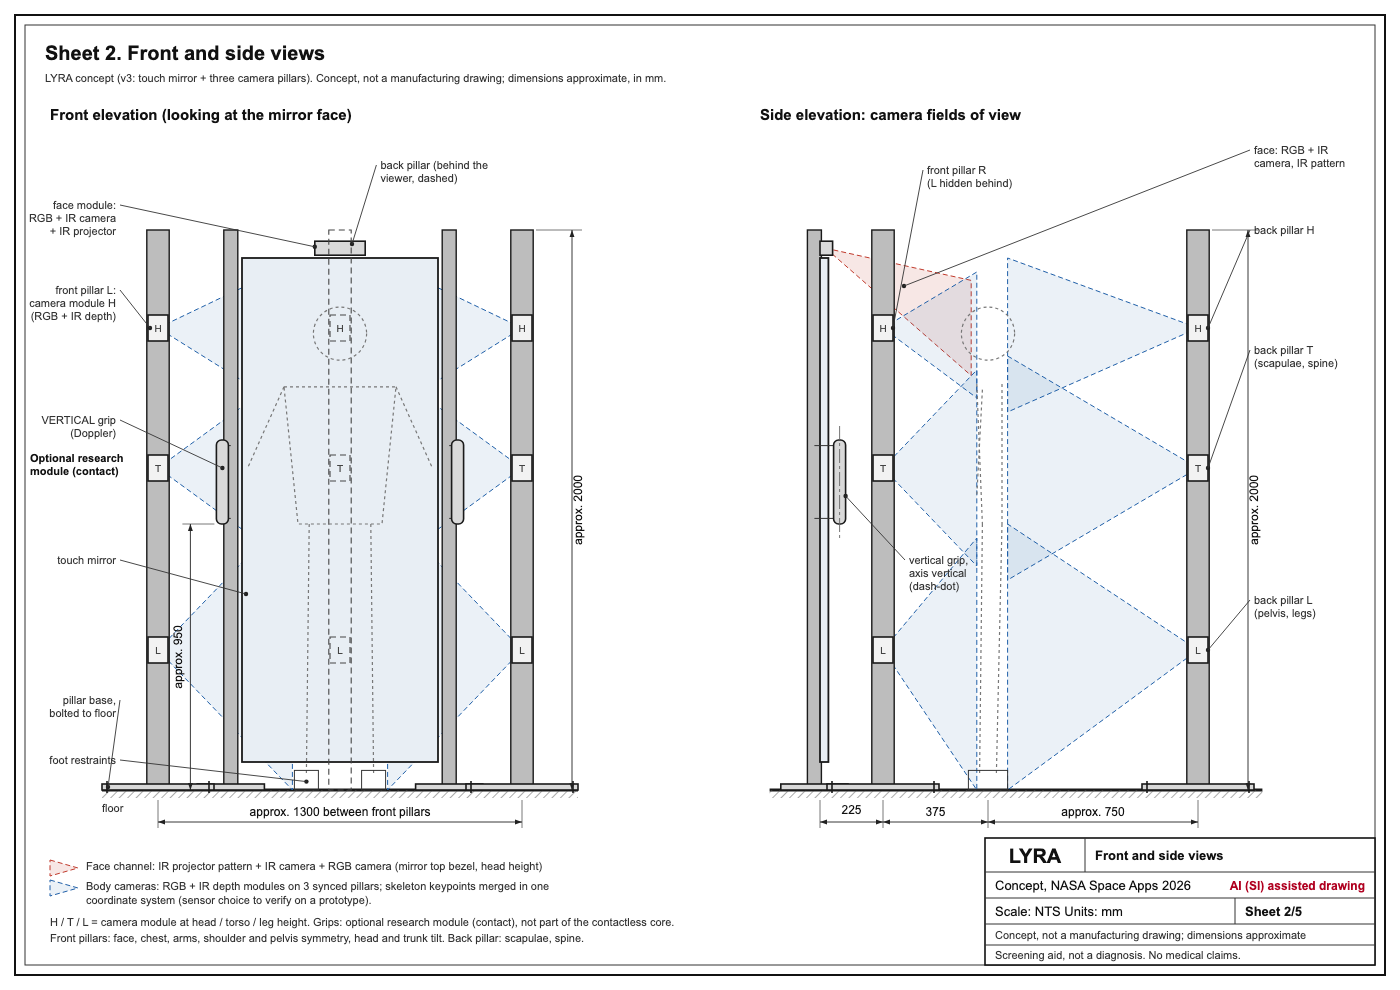 Sheet 2. Front and side views
LYRA concept (v3: touch mirror + three camera pillars). Concept, not a manufacturing drawing; dimensions approximate, in mm.
Front elevation (looking at the mirror face)
back pillar (behind the
viewer, dashed)
face module:
RGB + IR camera
+ IR projector
front pillar L:
camera module H
(RGB + IR depth)
VERTICAL grip
(Doppler)
Optional research
module (contact)
touch mirror
pillar base,
bolted to floor
foot restraints
floor
H
H
H
T
T
T
L
L
L
approx. 950
approx. 2000
approx. 1300 between front pillars
Side elevation: camera fields of view
front pillar R
(L hidden behind)
face: RGB + IR
camera, IR pattern
back pillar H
back pillar T
(scapulae, spine)
vertical grip,
axis vertical
(dash-dot)
back pillar L
(pelvis, legs)
H
H
T
T
L
L
approx. 2000
225
375
approx. 750
Face channel: IR projector pattern + IR camera + RGB camera (mirror top bezel, head height)
Body cameras: RGB + IR depth modules on 3 synced pillars; skeleton keypoints merged in one
coordinate system (sensor choice to verify on a prototype).
H / T / L = camera module at head / torso / leg height. Grips: optional research module (contact), not part of the contactless core.
Front pillars: face, chest, arms, shoulder and pelvis symmetry, head and trunk tilt. Back pillar: scapulae, spine.
LYRA
Front and side views
Concept, NASA Space Apps 2026
AI (SI) assisted drawing
Scale: NTS Units: mm
Sheet 2/5
Concept, not a manufacturing drawing; dimensions approximate
Screening aid, not a diagnosis. No medical claims.